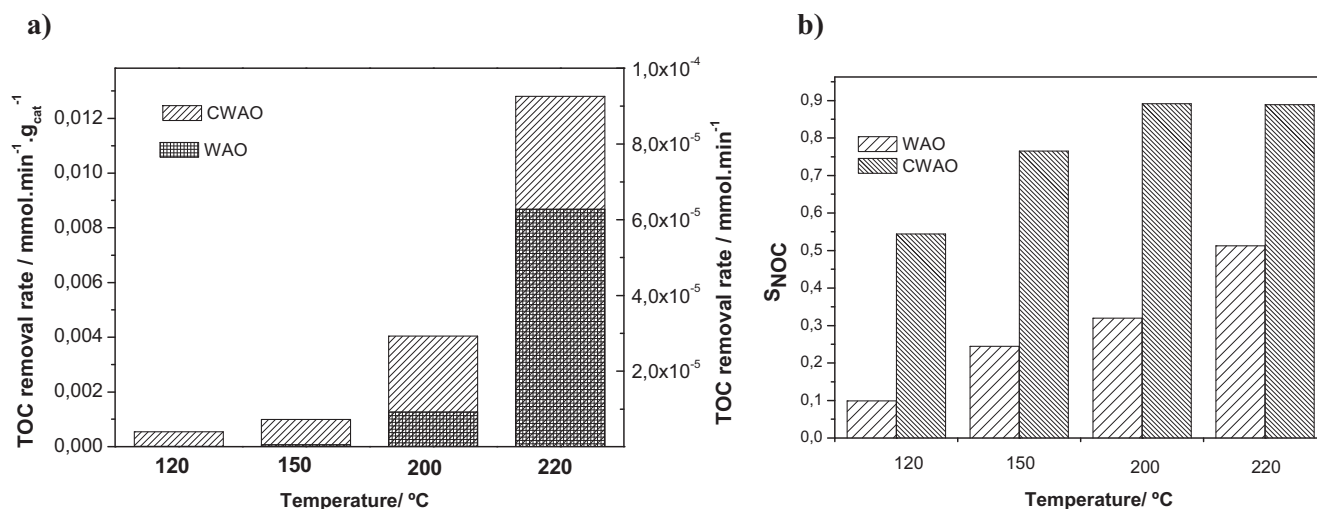 a)
TOC removal rate / mmol.min⁻¹.g_cat⁻¹
0,012
0,010
0,008
0,006
0,004
0,002
0,000
CWAO
WAO
1,0x10⁻⁴
8,0x10⁻⁵
6,0x10⁻⁵
4,0x10⁻⁵
2,0x10⁻⁵
TOC removal rate / mmol.min⁻¹
120 150 200 220
Temperature/ ºC
b)
S_NOC
0,9
0,8
0,7
0,6
0,5
0,4
0,3
0,2
0,1
0,0
WAO
CWAO
120 150 200 220
Temperature/ ºC